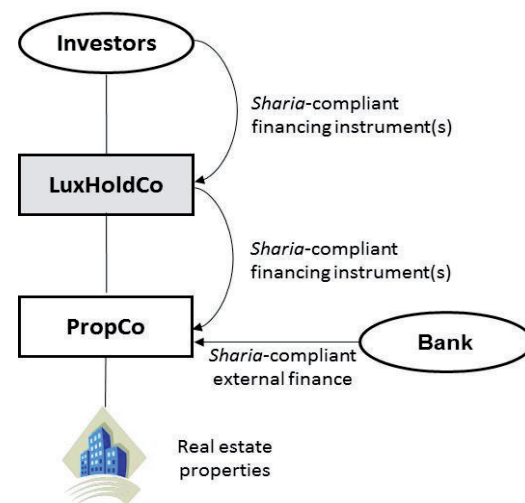 Investors
Sharia-compliant
financing instrument(s)
LuxHoldCo
Sharia-compliant
financing instrument(s)
PropCo
Bank
Sharia-compliant
external finance
Real estate
properties